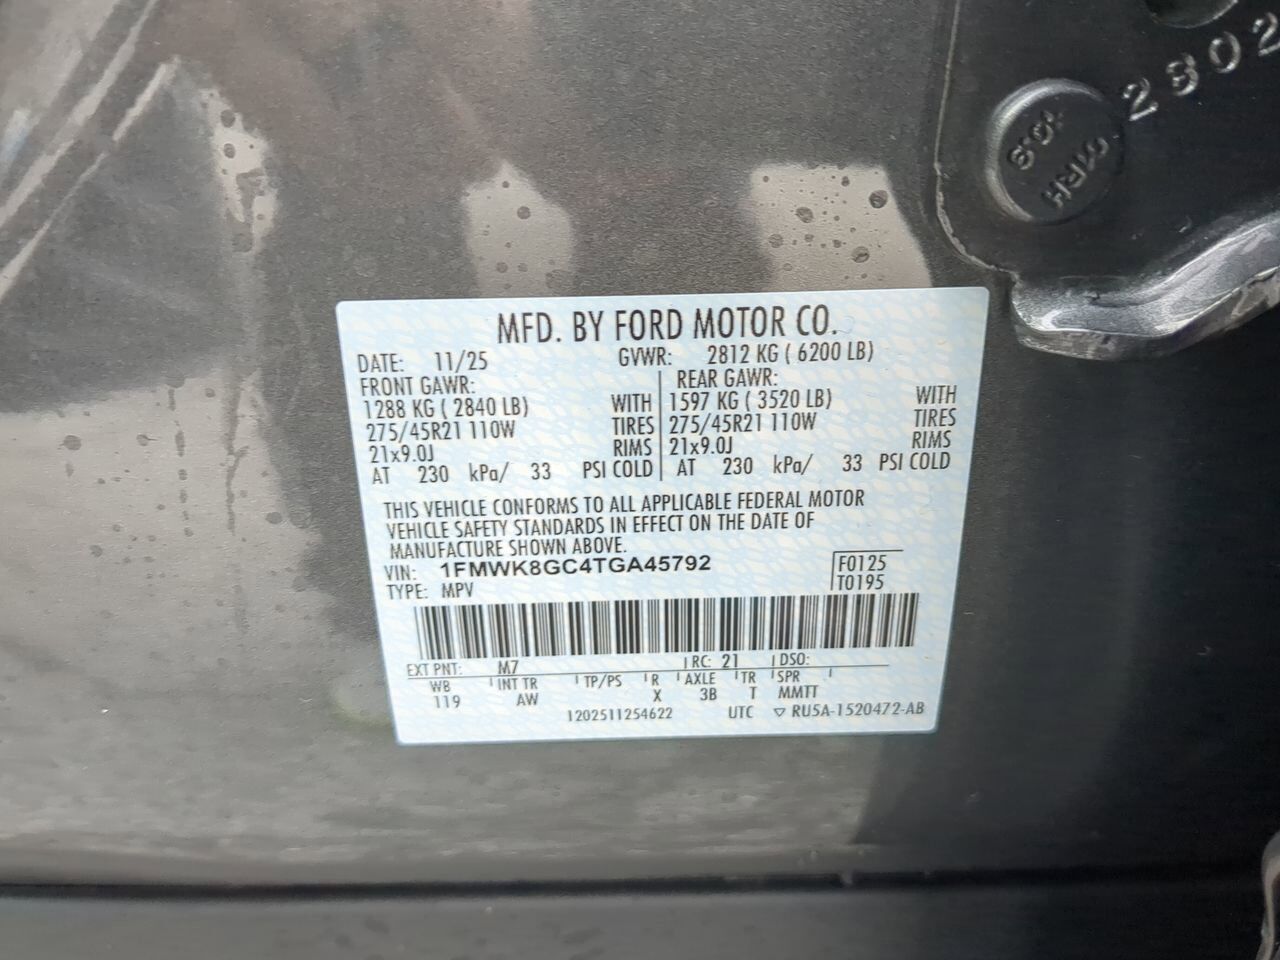 2802
10.8
01RH
MFD. BY FORD MOTOR CO.
DATE: 11/25 GVWR: 2812 KG ( 6200 LB)
FRONT GAWR: REAR GAWR:
1288 KG ( 2840 LB) WITH 1597 KG ( 3520 LB) WITH
275/45R21 110W TIRES 275/45R21 110W TIRES
21x9.0J RIMS 21x9.0J RIMS
AT 230 kPa/ 33 PSI COLD AT 230 kPa/ 33 PSI COLD
THIS VEHICLE CONFORMS TO ALL APPLICABLE FEDERAL MOTOR
VEHICLE SAFETY STANDARDS IN EFFECT ON THE DATE OF
MANUFACTURE SHOWN ABOVE.
VIN: 1FMWK8GC4TGA45792 F0125
TYPE: MPV T0195
EXT PNT: M7 RC: 21 DSO:
WB INT TR TP/PS R AXLE TR SPR
119 AW X 3B T MMTT
1202511254622 UTC ▽ RU5A-1520472-AB